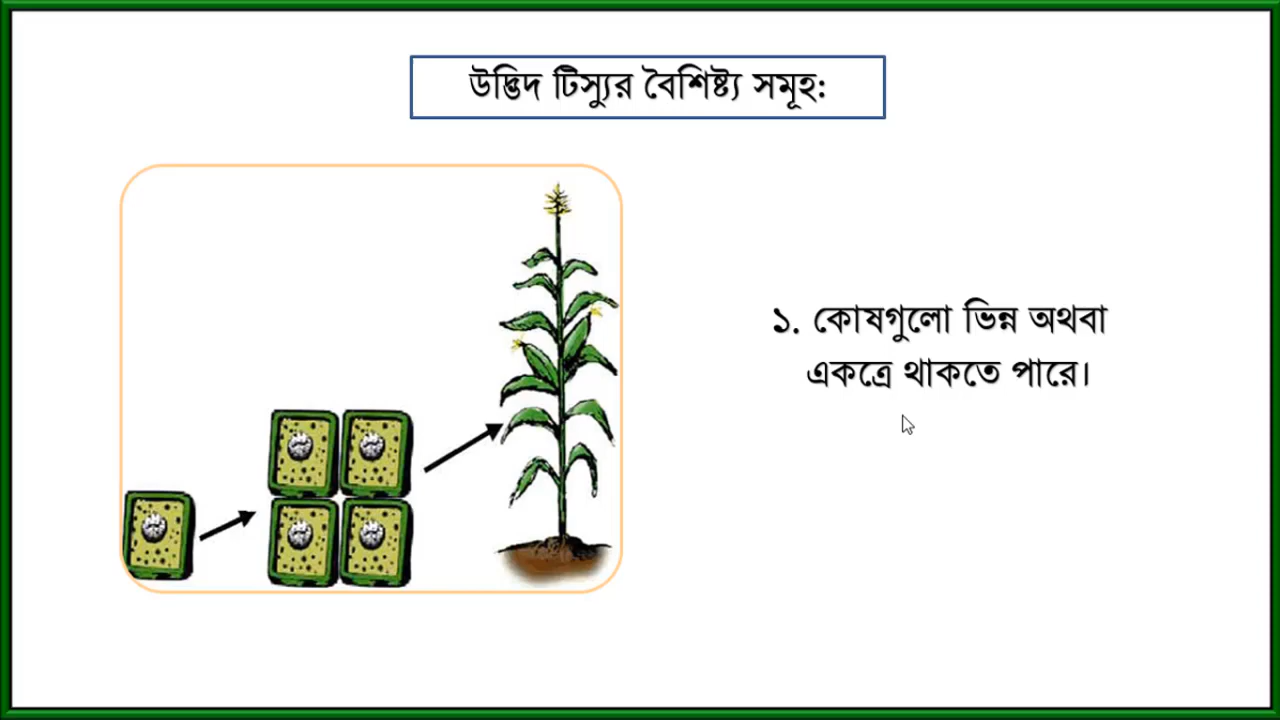 উদ্ভিদ টিস্যুর বৈশিষ্ট্য সমূহ:
১. কোষগুলো ভিন্ন অথবা
একত্রে থাকতে পারে।